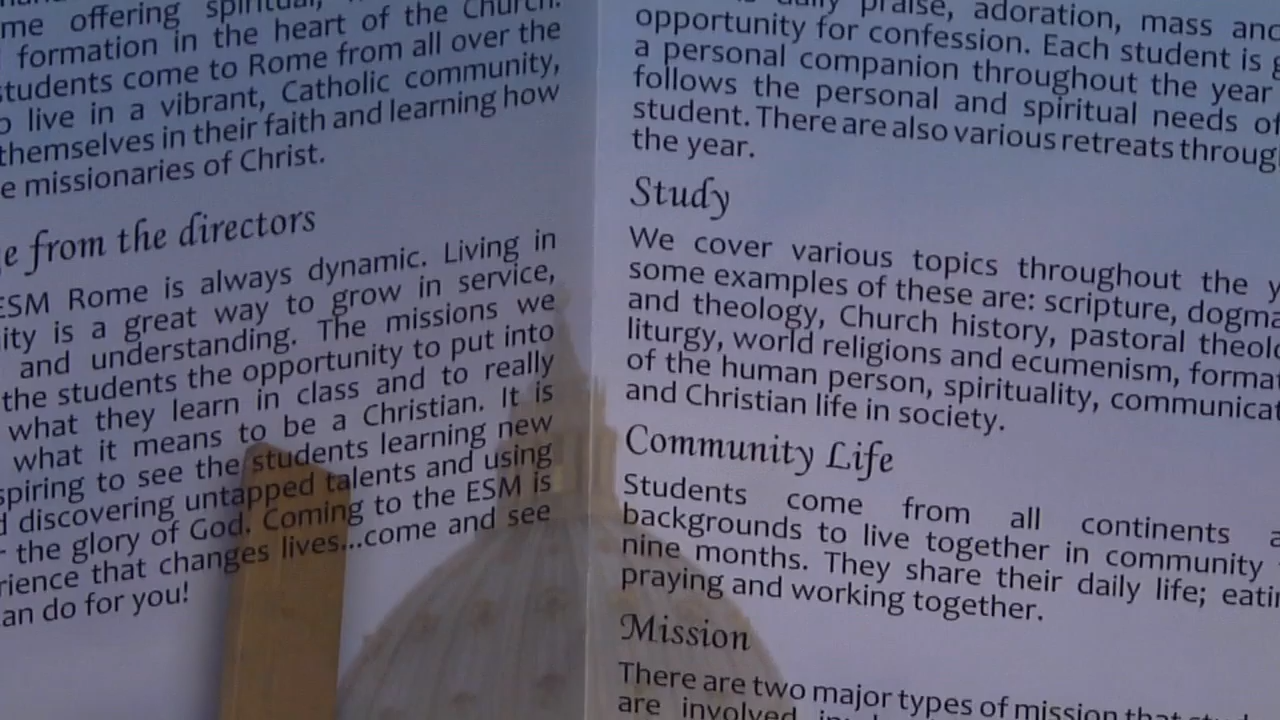 me offering spiritual,
formation in the heart of the Church.
students come to Rome from all over the
live in a vibrant, Catholic community,
themselves in their faith and learning how
missionaries of Christ.
from the directors
ESM Rome is always dynamic. Living in
is a great way to grow in service,
and understanding. The missions we
the students the opportunity to put into
what they learn in class and to really
what it means to be a Christian. It is
to see the students learning new
discovering untapped talents and using
the glory of God. Coming to the ESM is
that changes lives...come and see
an do for you!
daily praise, adoration, mass and
opportunity for confession. Each student is
a personal companion throughout the year
follows the personal and spiritual needs of
student. There are also various retreats throug
the year.
Study
We cover various topics throughout the y
some examples of these are: scripture, dogma
and theology, Church history, pastoral theolo
liturgy, world religions and ecumenism, format
of the human person, spirituality, communicat
and Christian life in society.
Community Life
Students come from all continents a
backgrounds to live together in community
nine months. They share their daily life; eatin
praying and working together.
Mission
There are two major types of mission that
are involved